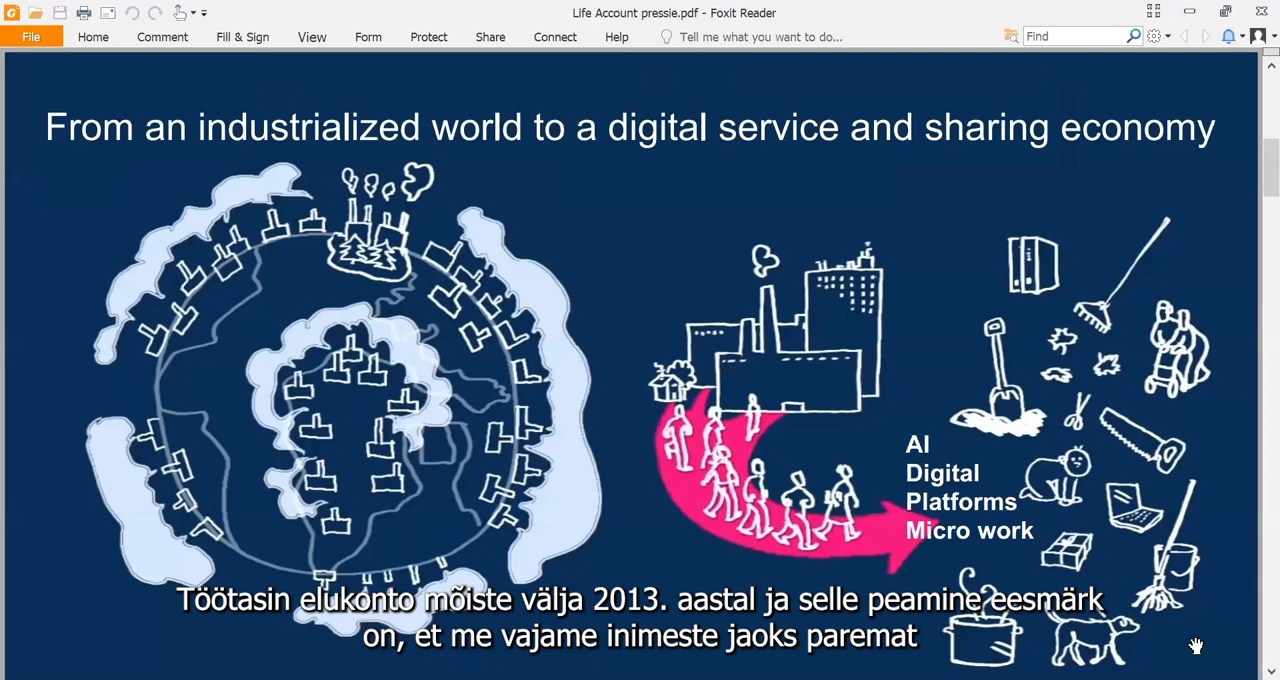 Life Account pressie.pdf - Foxit Reader
File Home Comment Fill & Sign View Form Protect Share Connect Help Tell me what you want to do... Find
From an industrialized world to a digital service and sharing economy
AI
Digital
Platforms
Micro work
Töötasin elukonto mõiste välja 2013. aastal ja selle peamine eesmärk
on, et me vajame inimeste jaoks paremat